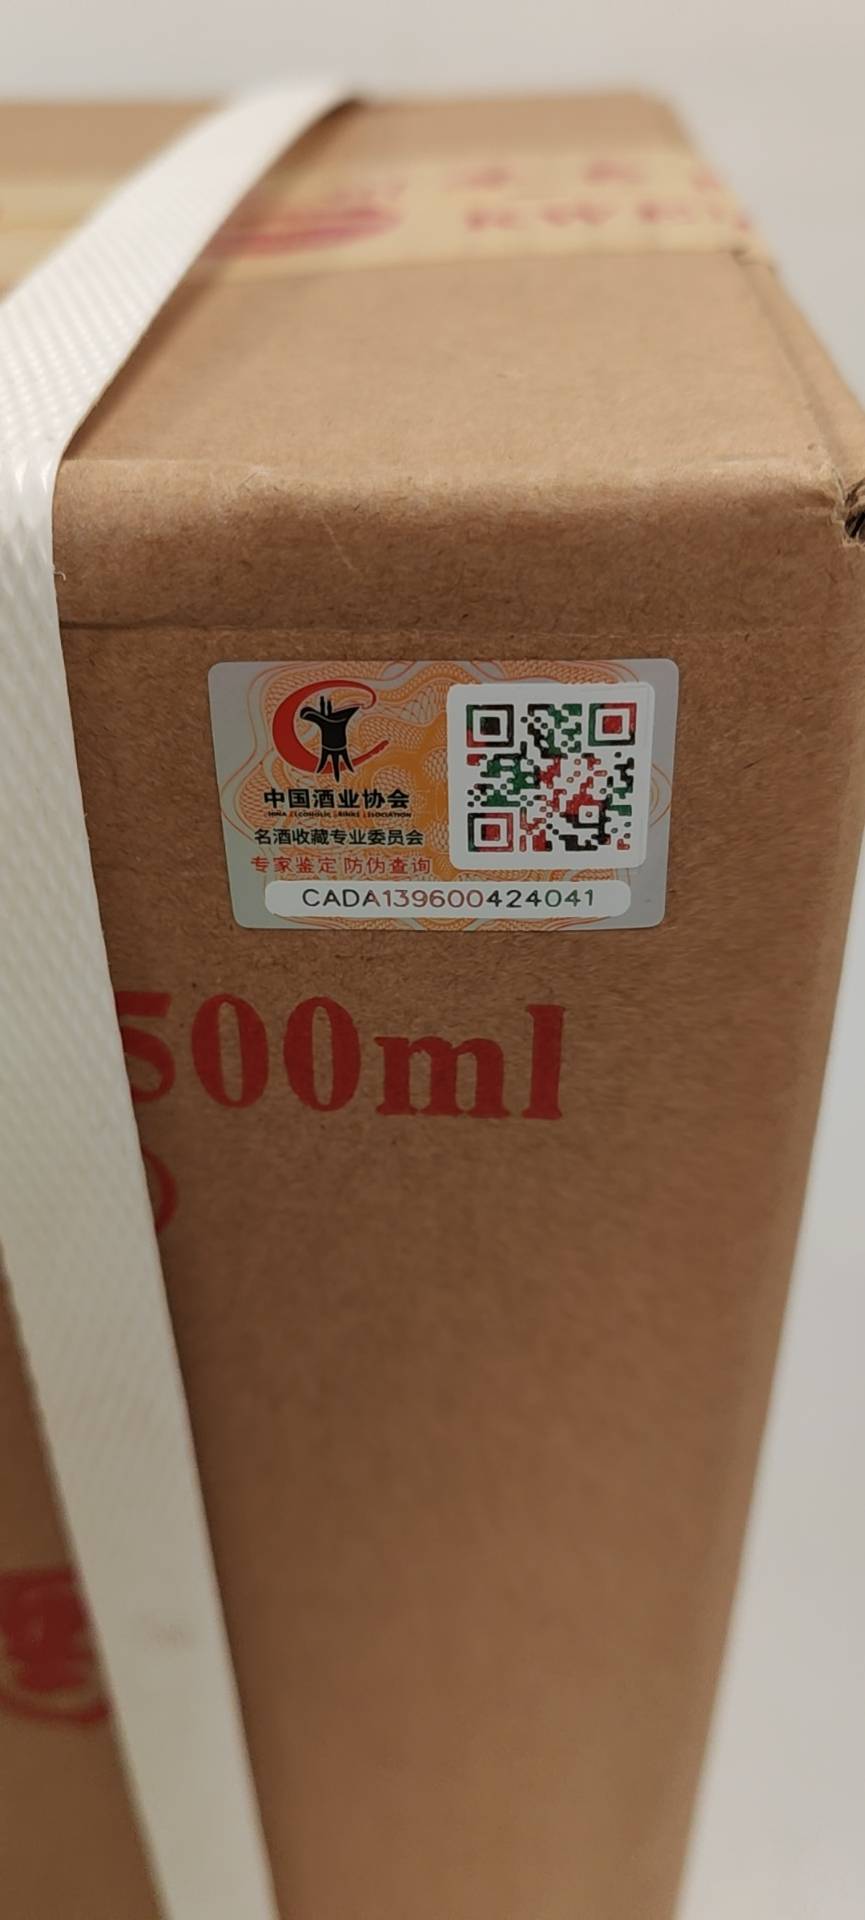 中国酒业协会
名酒收藏专业委员会
专家鉴定 防伪查询
CADA139600424041
500ml